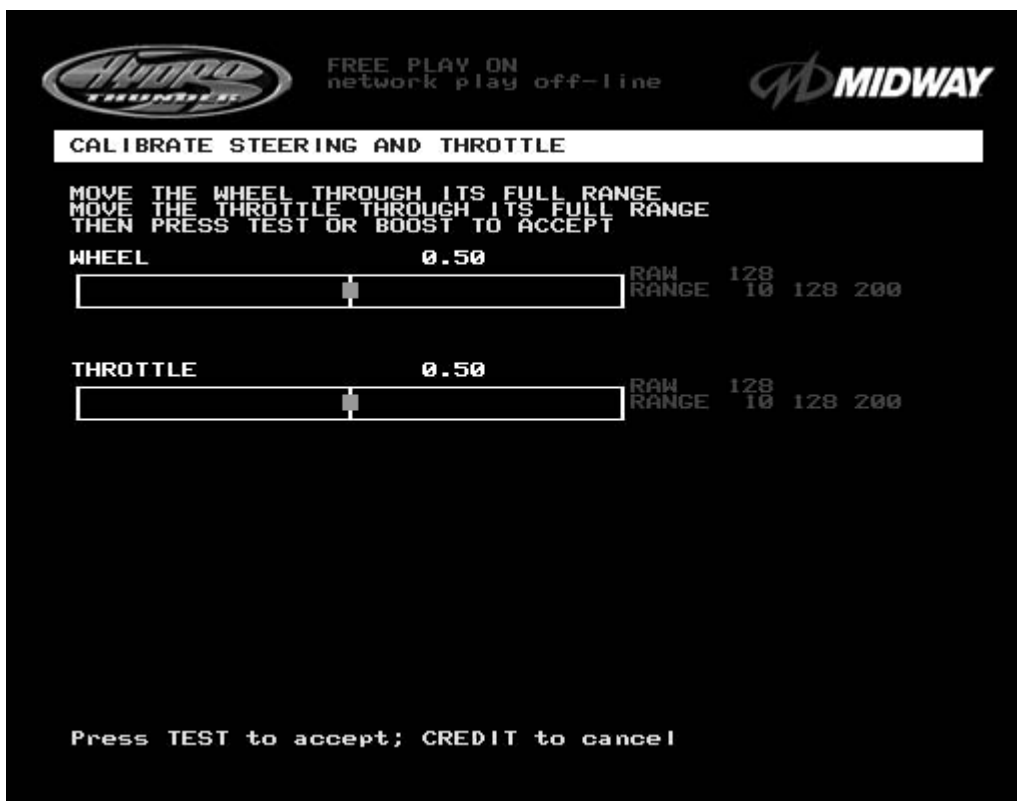 HYDRO
THUNDER
FREE PLAY ON
network play off-line
MIDWAY
CALIBRATE STEERING AND THROTTLE
MOVE THE WHEEL THROUGH ITS FULL RANGE
MOVE THE THROTTLE THROUGH ITS FULL RANGE
THEN PRESS TEST OR BOOST TO ACCEPT
WHEEL 0.50
RAW 128
RANGE 10 128 200
THROTTLE 0.50
RAW 128
RANGE 10 128 200
Press TEST to accept; CREDIT to cancel